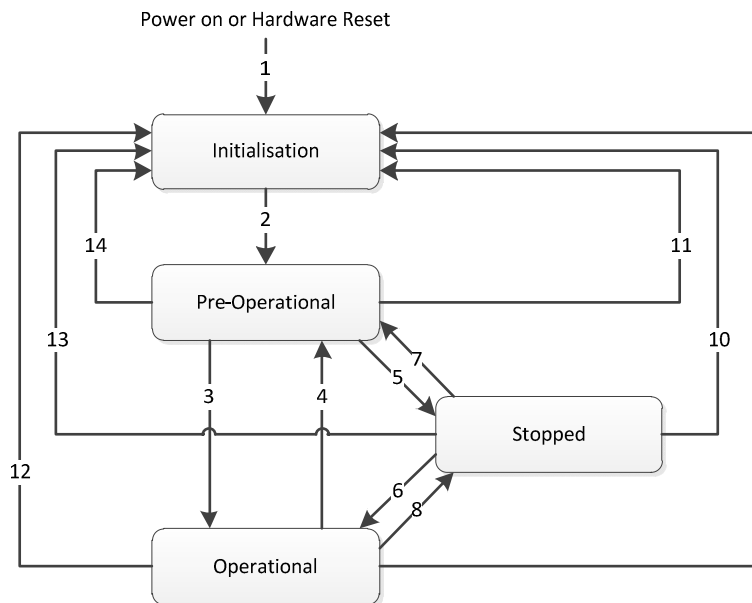 Power on or Hardware Reset
1
Initialisation
2
14
11
Pre-Operational
13
10
7
5
3
4
Stopped
12
6
8
Operational